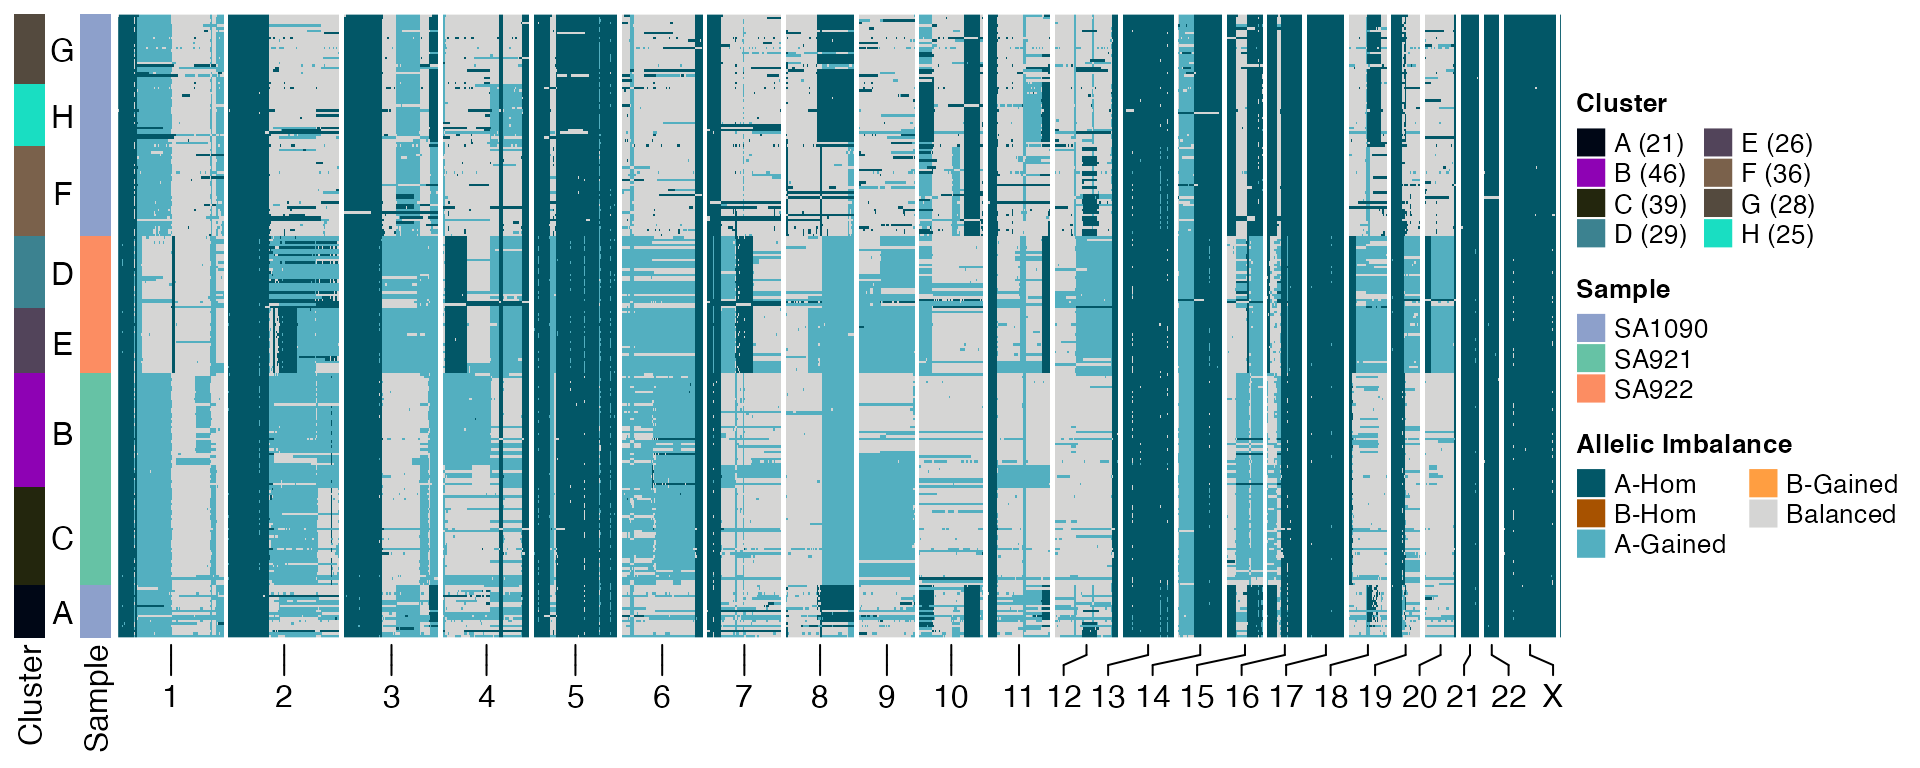 G
H
F
D
E
B
C
A
Cluster
Sample
1 2 3 4 5 6 7 8 9 10 11 12 13 14 15 16 17 18 19 20 21 22 X
Cluster
A (21) E (26)
B (46) F (36)
C (39) G (28)
D (29) H (25)
Sample
SA1090
SA921
SA922
Allelic Imbalance
A-Hom B-Gained
B-Hom Balanced
A-Gained